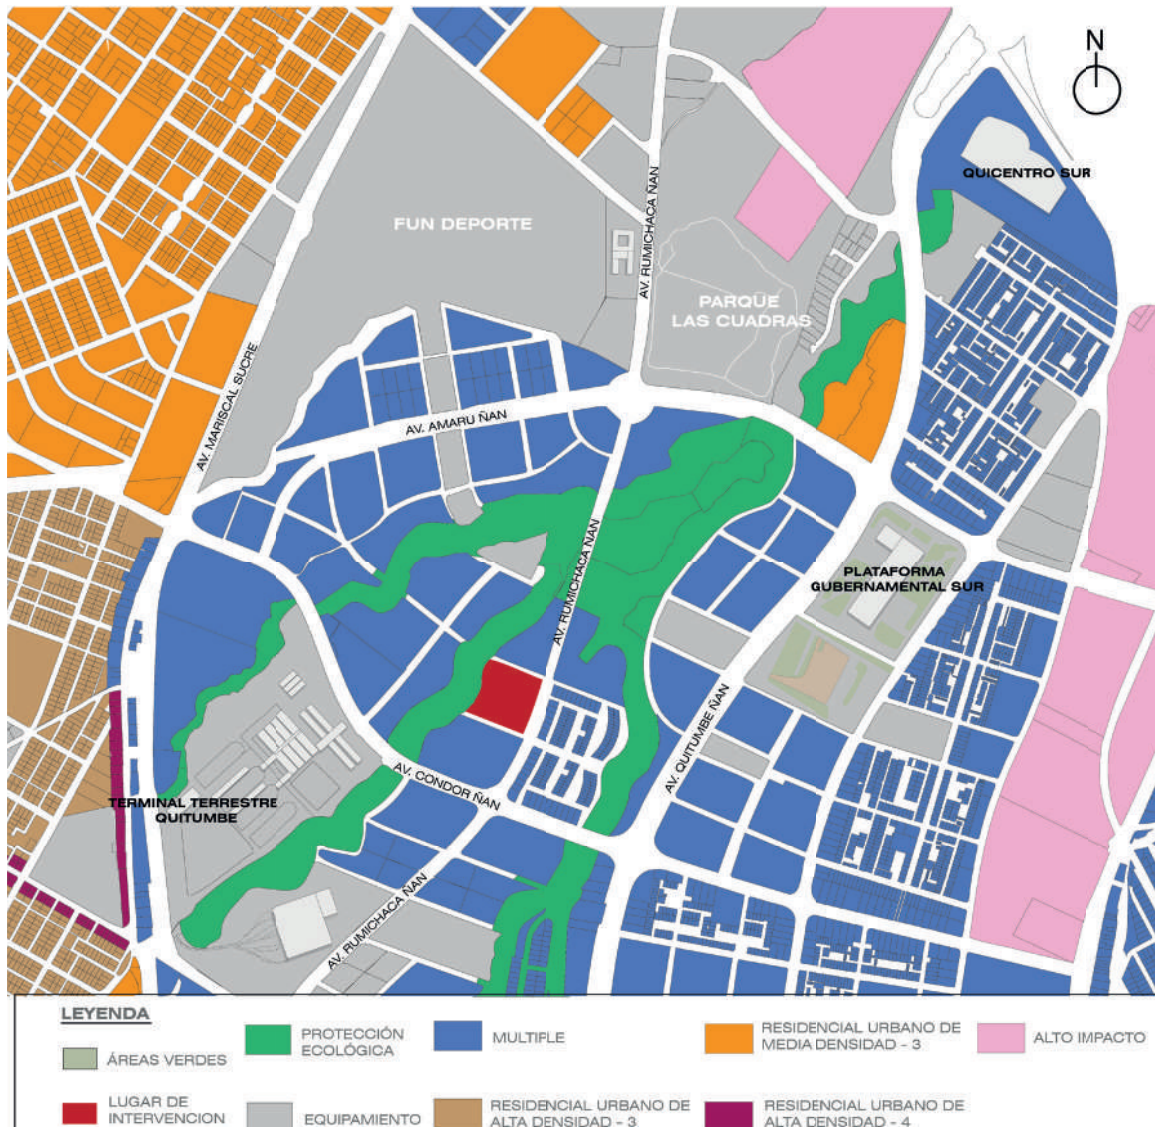 N
QUICENTRO SUR
FUN DEPORTE
AV. RUMICHACA ÑAN
PARQUE
LAS CUADRAS
AV. MARISCAL SUCRE
AV. AMARU ÑAN
AV. RUMICHACA ÑAN
PLATAFORMA
GUBERNAMENTAL SUR
AV. QUITUMBE ÑAN
AV. CONDOR ÑAN
TERMINAL TERRESTRE
QUITUMBE
AV. RUMICHACA ÑAN
LEYENDA
ÁREAS VERDES
PROTECCIÓN
ECOLÓGICA
MULTIFLE
RESIDENCIAL URBANO DE
MEDIA DENSIDAD - 3
ALTO IMPACTO
LUGAR DE
INTERVENCION
EQUIPAMIENTO
RESIDENCIAL URBANO DE
ALTA DENSIDAD - 3
RESIDENCIAL URBANO DE
ALTA DENSIDAD - 4